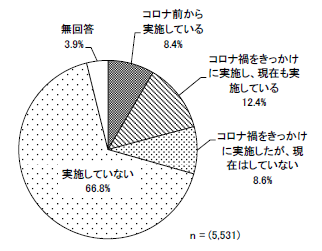 コロナ前から
実施している
8.4%
コロナ禍をきっかけ
に実施し、現在も実
施している
12.4%
コロナ禍をきっかけ
に実施したが、現
在はしていない
8.6%
実施していない
66.8%
無回答
3.9%
n = (5,531)